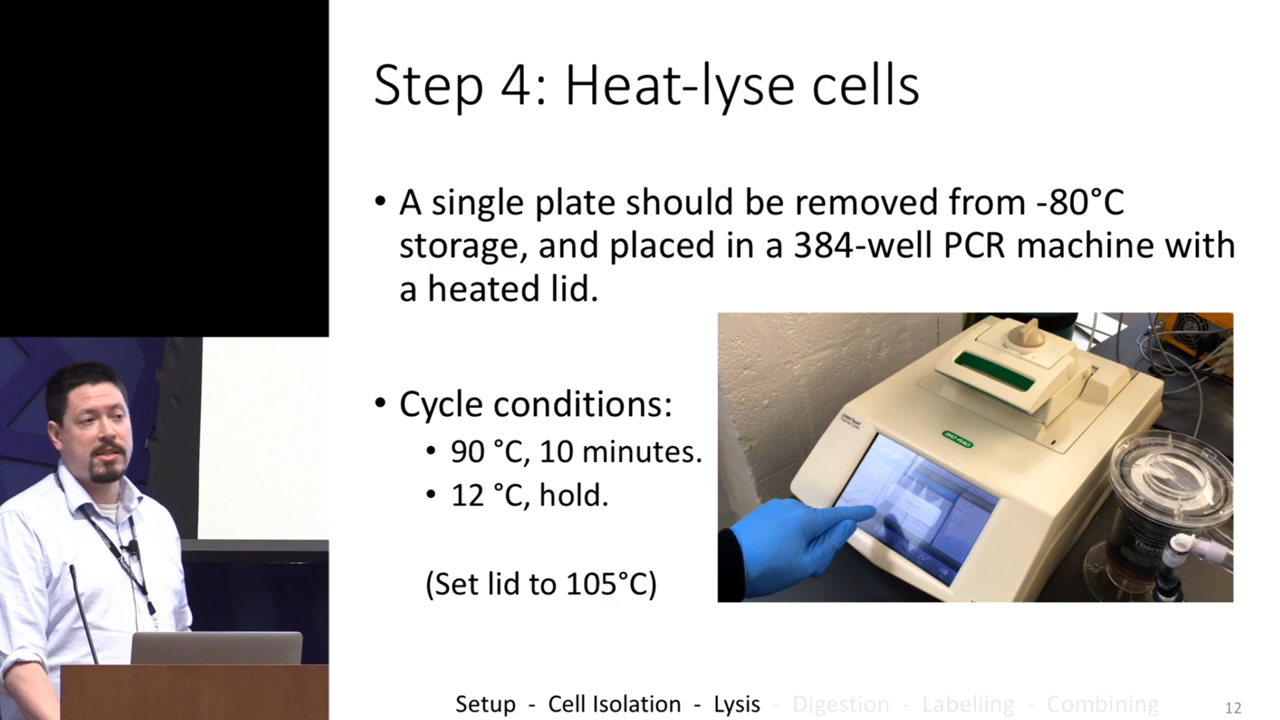 Step 4: Heat-lyse cells
• A single plate should be removed from -80°C
storage, and placed in a 384-well PCR machine with
a heated lid.
• Cycle conditions:
• 90 °C, 10 minutes.
• 12 °C, hold.
(Set lid to 105°C)
BIO-RAD
Setup - Cell Isolation - Lysis - Digestion - Labelling - Combining
12